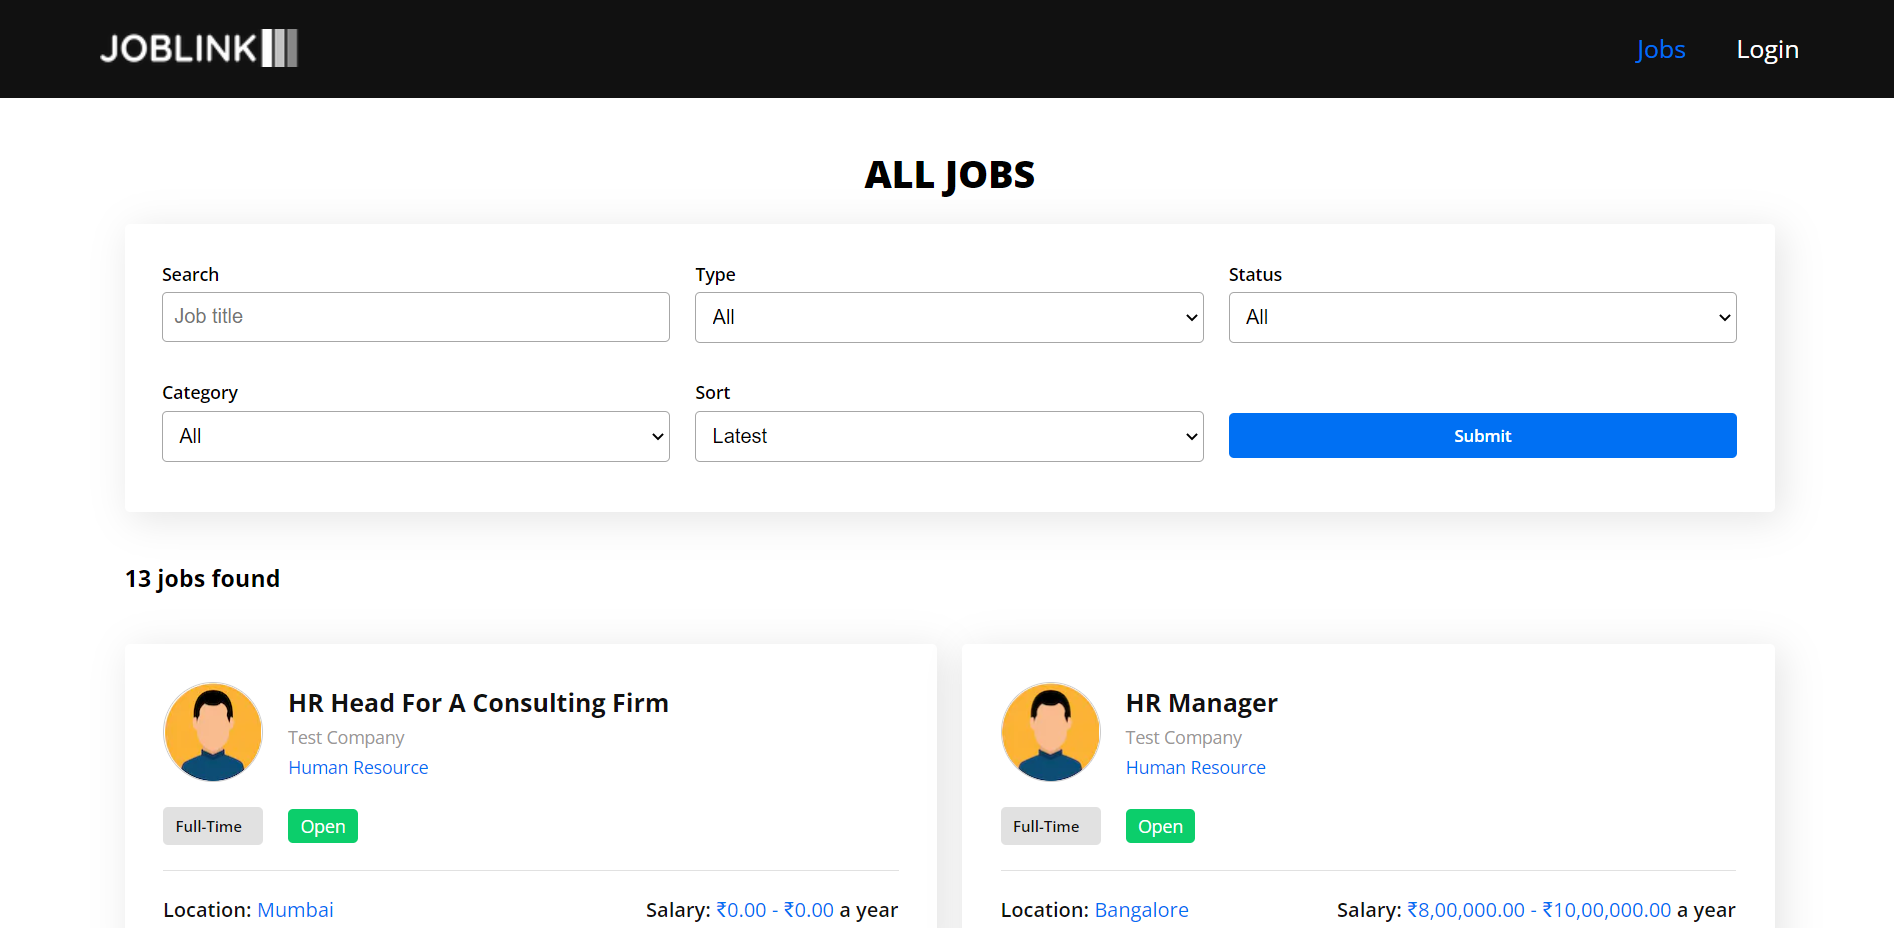 JOBLINK
Jobs
Login
ALL JOBS
Search
Type
Status
Job title
All
All
Category
Sort
All
Latest
Submit
13 jobs found
HR Head For A Consulting Firm
Test Company
Human Resource
Full-Time
Open
Location: Mumbai
Salary: ₹0.00 - ₹0.00 a year
HR Manager
Test Company
Human Resource
Full-Time
Open
Location: Bangalore
Salary: ₹8,00,000.00 - ₹10,00,000.00 a year